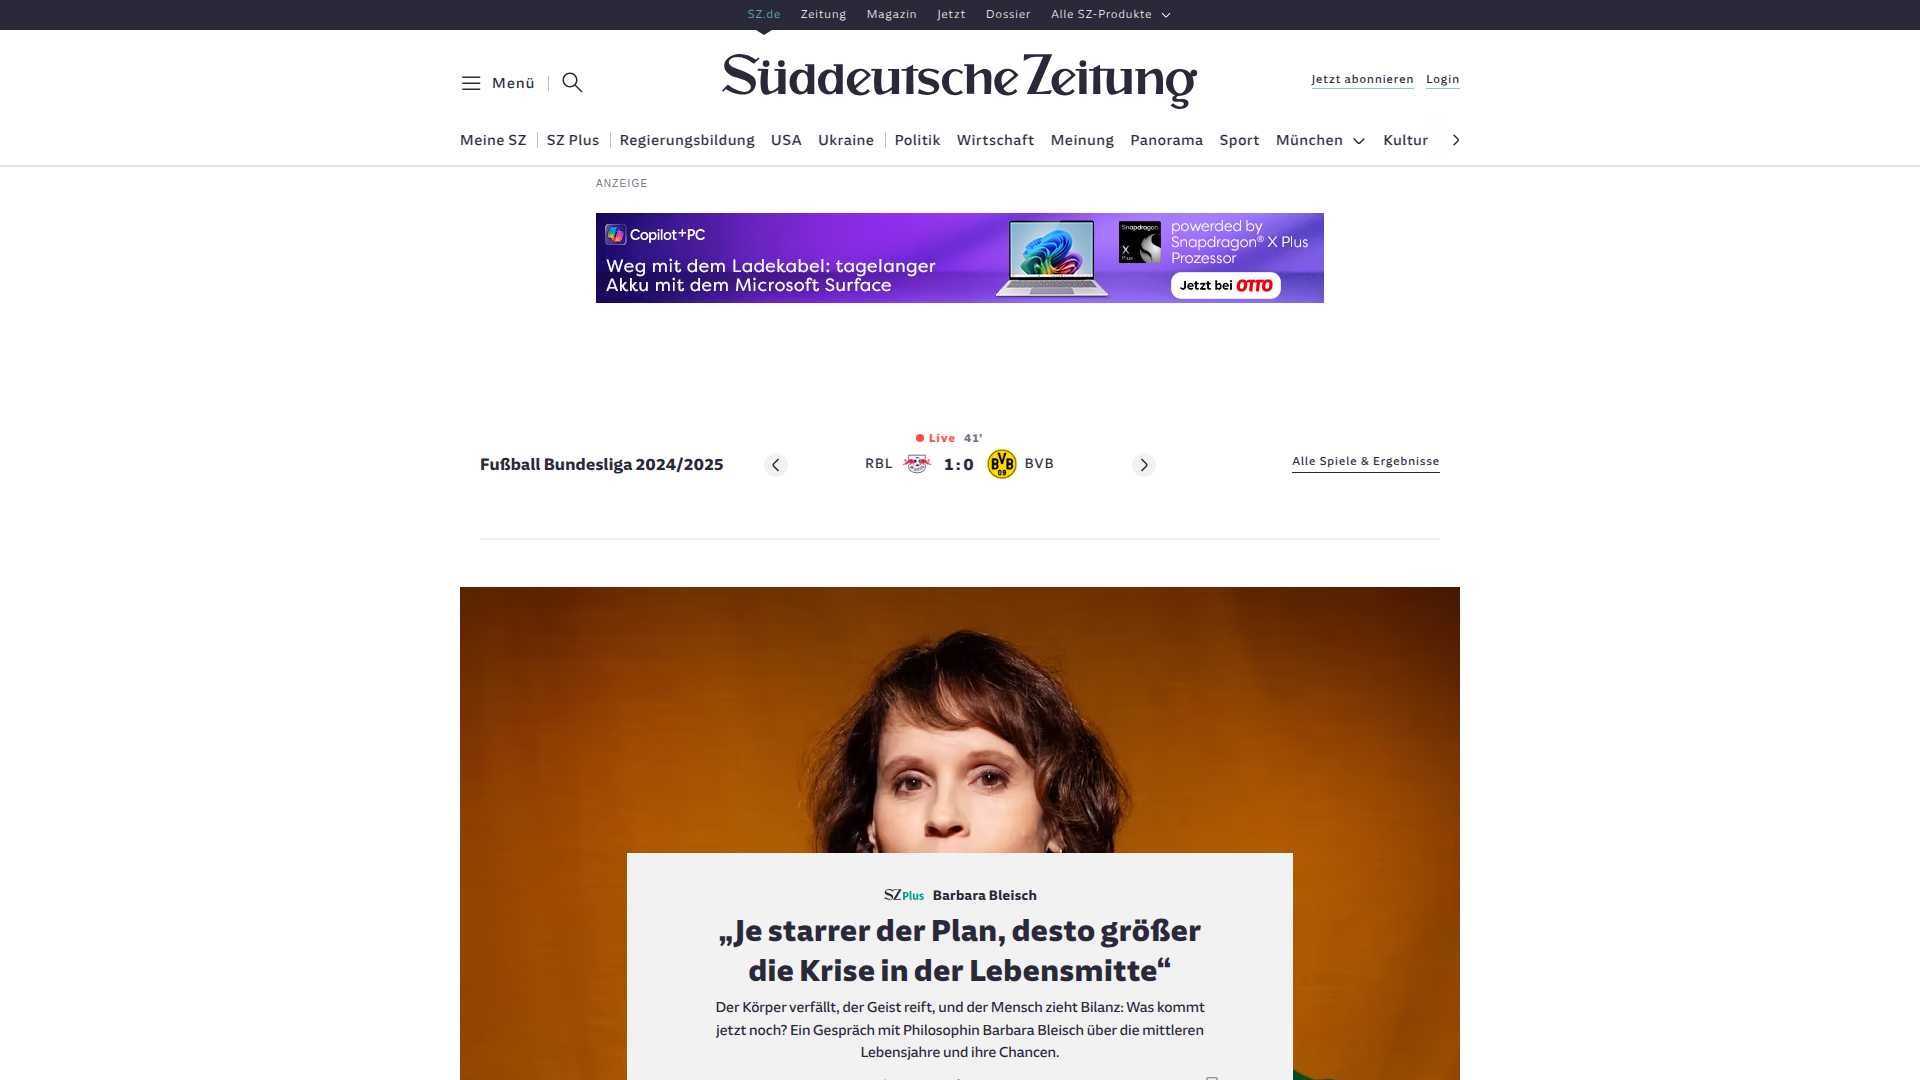 SZ.de Zeitung Magazin Jetzt Dossier Alle SZ-Produkte
Menü
Süddeutsche Zeitung
Jetzt abonnieren Login
Meine SZ SZ Plus Regierungsbildung USA Ukraine Politik Wirtschaft Meinung Panorama Sport München Kultur
ANZEIGE
Copilot+PC
Weg mit dem Ladekabel: tagelanger
Akku mit dem Microsoft Surface
Snapdragon
X
Plus
powerded by
Snapdragon® X Plus
Prozessor
Jetzt bei OTTO
Live 41'
Fußball Bundesliga 2024/2025
RBL 1:0 BVB 09 BVB
Alle Spiele & Ergebnisse
SZ Plus Barbara Bleisch
„Je starrer der Plan, desto größer
die Krise in der Lebensmitte“
Der Körper verfällt, der Geist reift, und der Mensch zieht Bilanz: Was kommt
jetzt noch? Ein Gespräch mit Philosophin Barbara Bleisch über die mittleren
Lebensjahre und ihre Chancen.